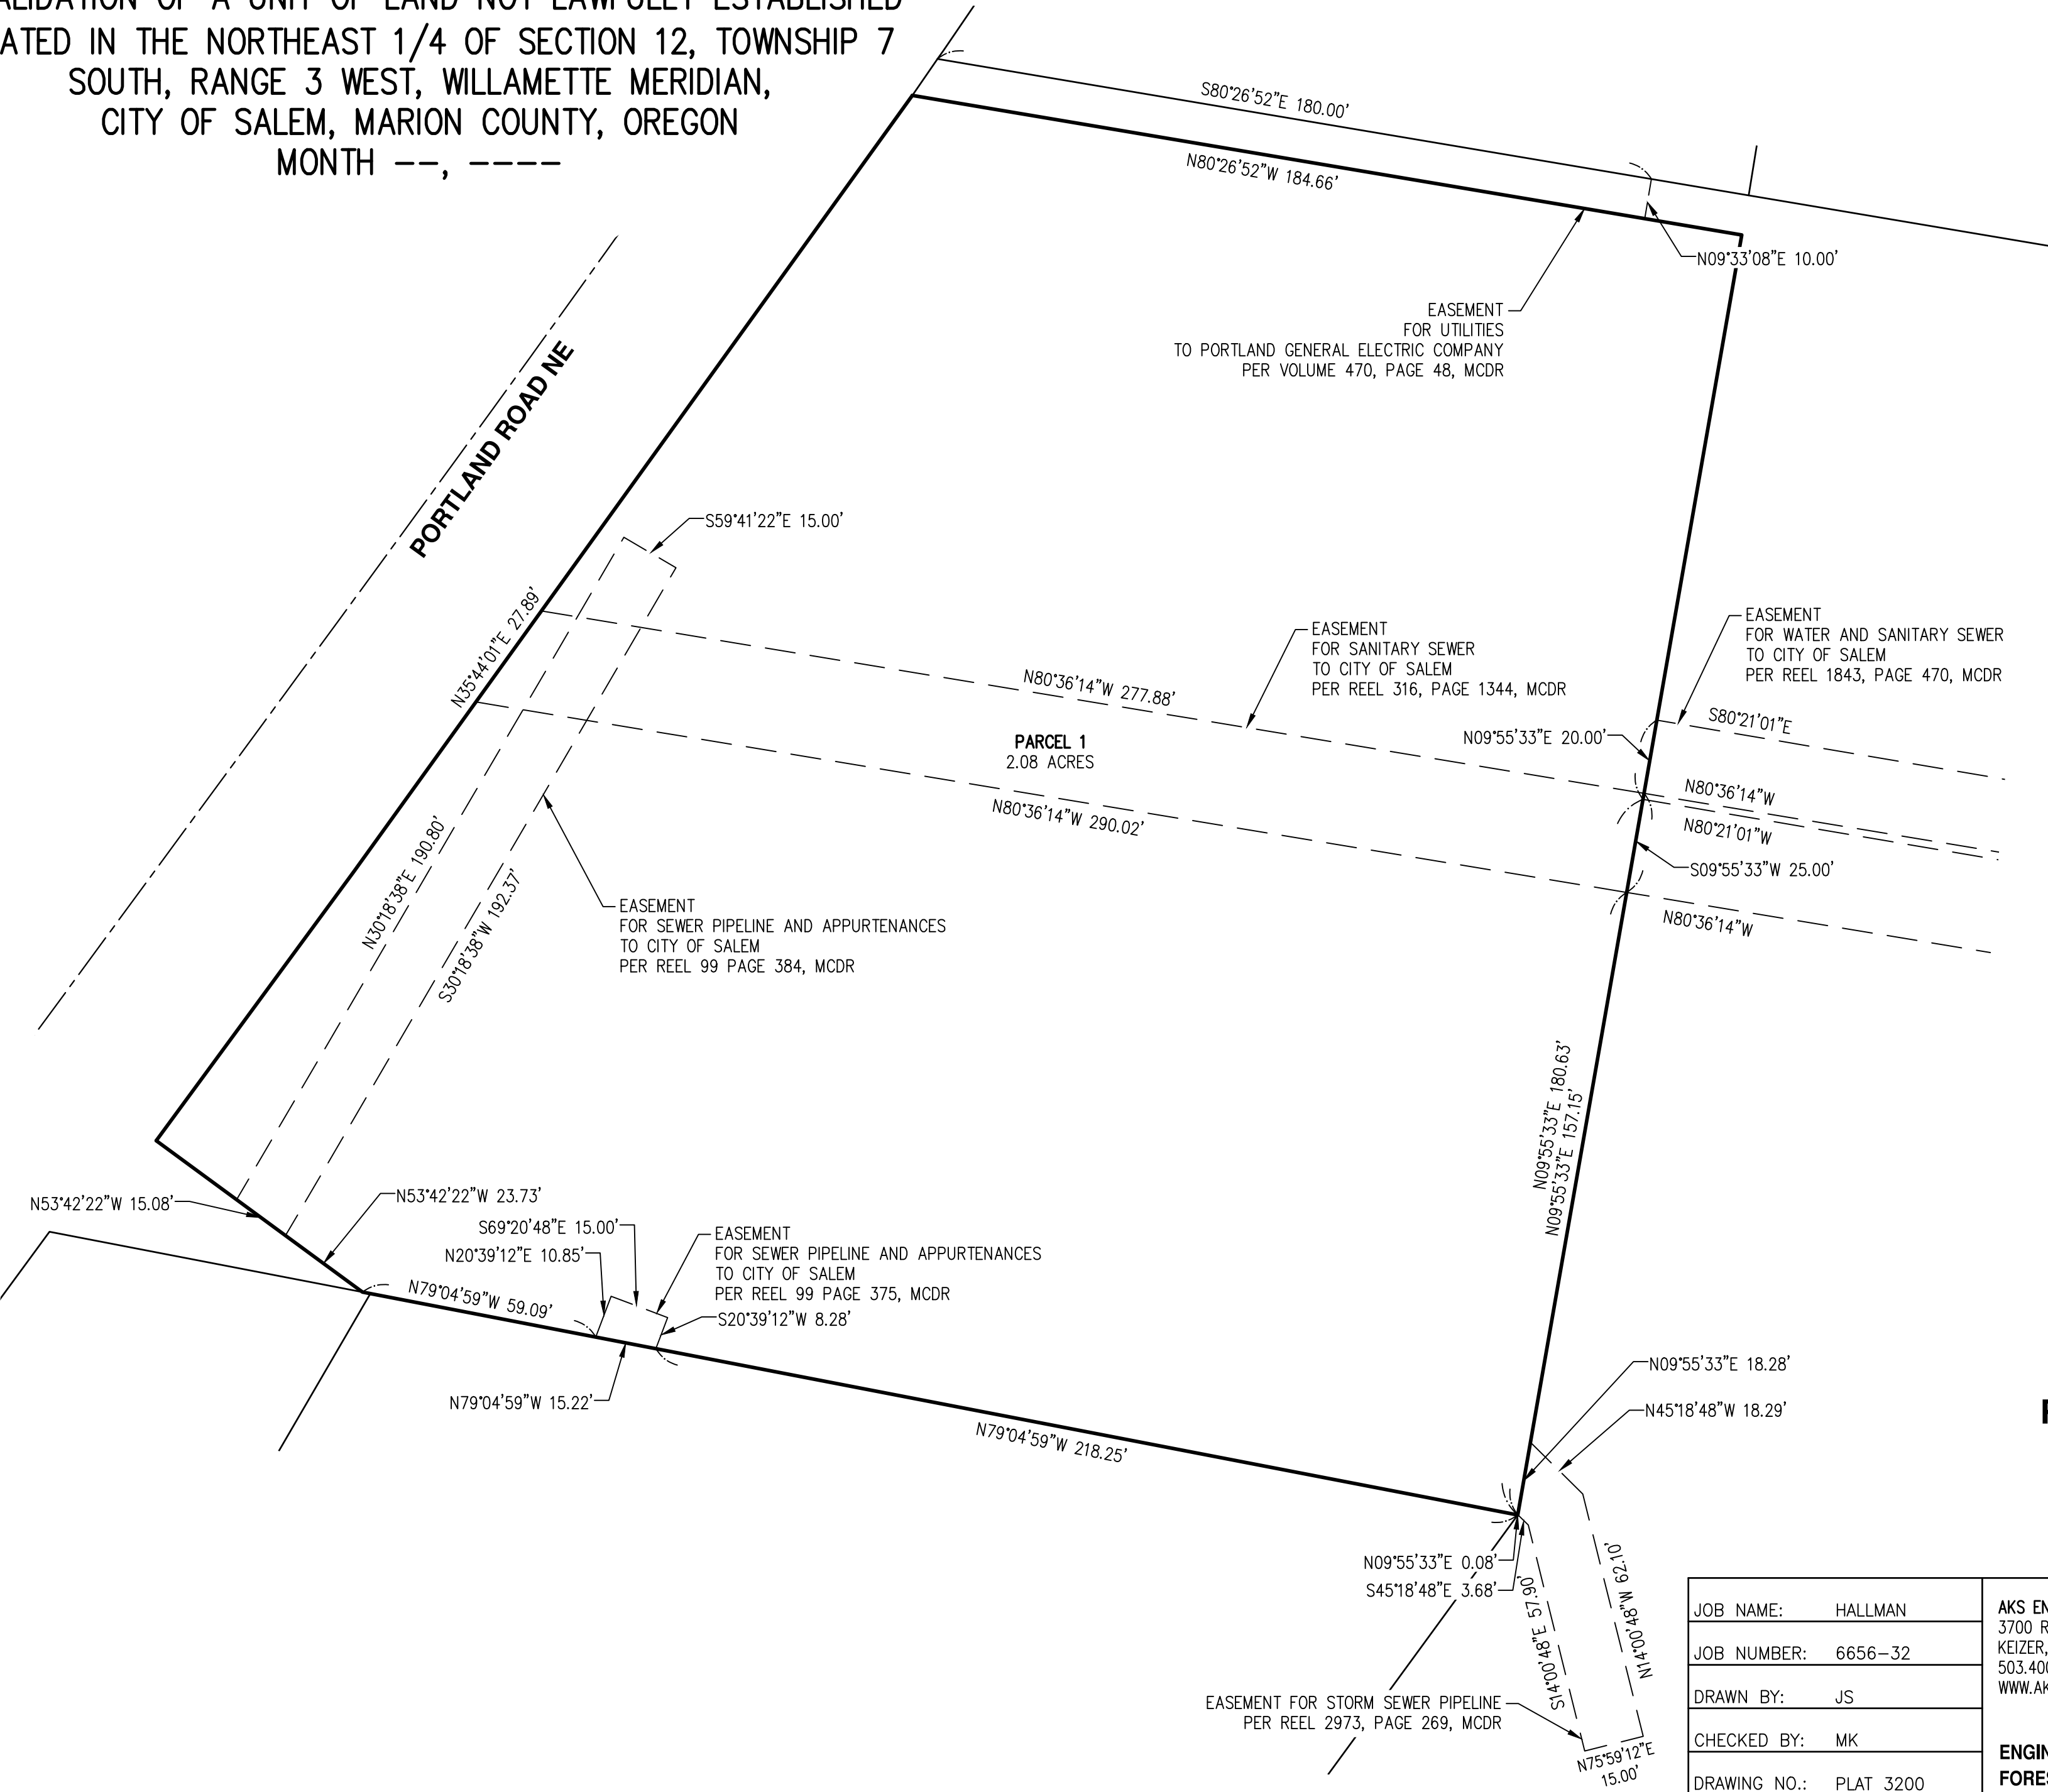 ATED IN THE NORTHEAST 1/4 OF SECTION 12, TOWNSHIP 7
SOUTH, RANGE 3 WEST, WILLAMETTE MERIDIAN,
CITY OF SALEM, MARION COUNTY, OREGON
MONTH --, ----
S80°26'52"E 180.00'
N80°26'52"W 184.66'
N09°33'08"E 10.00'
EASEMENT
FOR UTILITIES
TO PORTLAND GENERAL ELECTRIC COMPANY
PER VOLUME 470, PAGE 48, MCDR
PORTLAND ROAD NE
S59°41'22"E 15.00'
N35°44'01"E 27.89'
EASEMENT
FOR SANITARY SEWER
TO CITY OF SALEM
PER REEL 316, PAGE 1344, MCDR
EASEMENT
FOR WATER AND SANITARY SEWER
TO CITY OF SALEM
PER REEL 1843, PAGE 470, MCDR
N80°36'14"W 277.88'
S80°21'01"E
N09°55'33"E 20.00'
PARCEL 1
2.08 ACRES
N80°36'14"W
N80°36'14"W 290.02'
N80°21'01"W
S09°55'33"W 25.00'
N80°36'14"W
N30°18'38"E 190.80'
S30°18'38"W 192.37'
EASEMENT
FOR SEWER PIPELINE AND APPURTENANCES
TO CITY OF SALEM
PER REEL 99 PAGE 384, MCDR
N09°55'33"E 180.63'
N09°55'33"E 157.15'
N53°42'22"W 15.08'
N53°42'22"W 23.73'
S69°20'48"E 15.00'
N20°39'12"E 10.85'
EASEMENT
FOR SEWER PIPELINE AND APPURTENANCES
TO CITY OF SALEM
PER REEL 99 PAGE 375, MCDR
N79°04'59"W 59.09'
S20°39'12"W 8.28'
N79°04'59"W 15.22'
N79°04'59"W 218.25'
N09°55'33"E 18.28'
N45°18'48"W 18.29'
N09°55'33"E 0.08'
S45°18'48"E 3.68'
S14°00'48"E 57.90'
N14°00'48"W 62.10'
EASEMENT FOR STORM SEWER PIPELINE
PER REEL 2973, PAGE 269, MCDR
N75°59'12"E
15.00'
JOB NAME: HALLMAN
JOB NUMBER: 6656-32
DRAWN BY: JS
CHECKED BY: MK
DRAWING NO.: PLAT 3200
AKS EN
3700 R
KEIZER,
503.400
WWW.AK
ENGIN
FORES